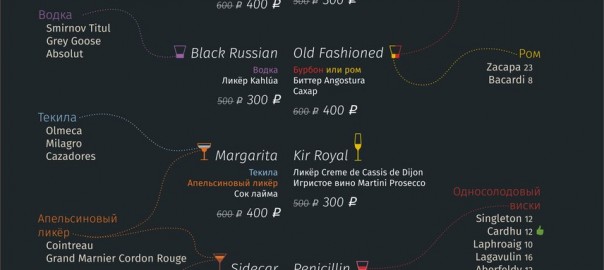 600 ₽ 400 ₽
300 ₽
Водка
Smirnov Titul
Grey Goose
Absolut
Black Russian
Водка
Ликёр Kahlúa
500 ₽ 300 ₽
Old Fashioned
Бурбон или ром
Биттер Angostura
Сахар
600 ₽ 400 ₽
Ром
Zacapa 23
Bacardi 8
Текила
Olmeca
Milagro
Cazadores
Margarita
Текила
Апельсиновый ликёр
Сок лайма
600 ₽ 400 ₽
Kir Royal
Ликёр Creme de Cassis de Dijon
Игристое вино Martini Prosecco
500 ₽ 300 ₽
Односолодовый
виски
Singleton 12
Cardhu 12
Laphroaig 10
Lagavulin 16
Aberfeldy 12
Апельсиновый
ликёр
Cointreau
Grand Marnier Cordon Rouge
Sidecar
Penicillin